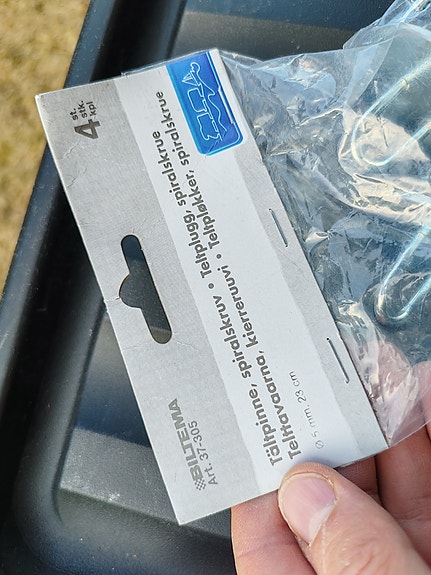 4 st.
stk.
kpl
BILTEMA
Art. 37-305
Tältpinne, spiralskruv • Teltplugg, spiralskrue
Telttavaarna, kierreruuvi • Teltpløkker, spiralskrue
Ø 5 mm, 23 cm